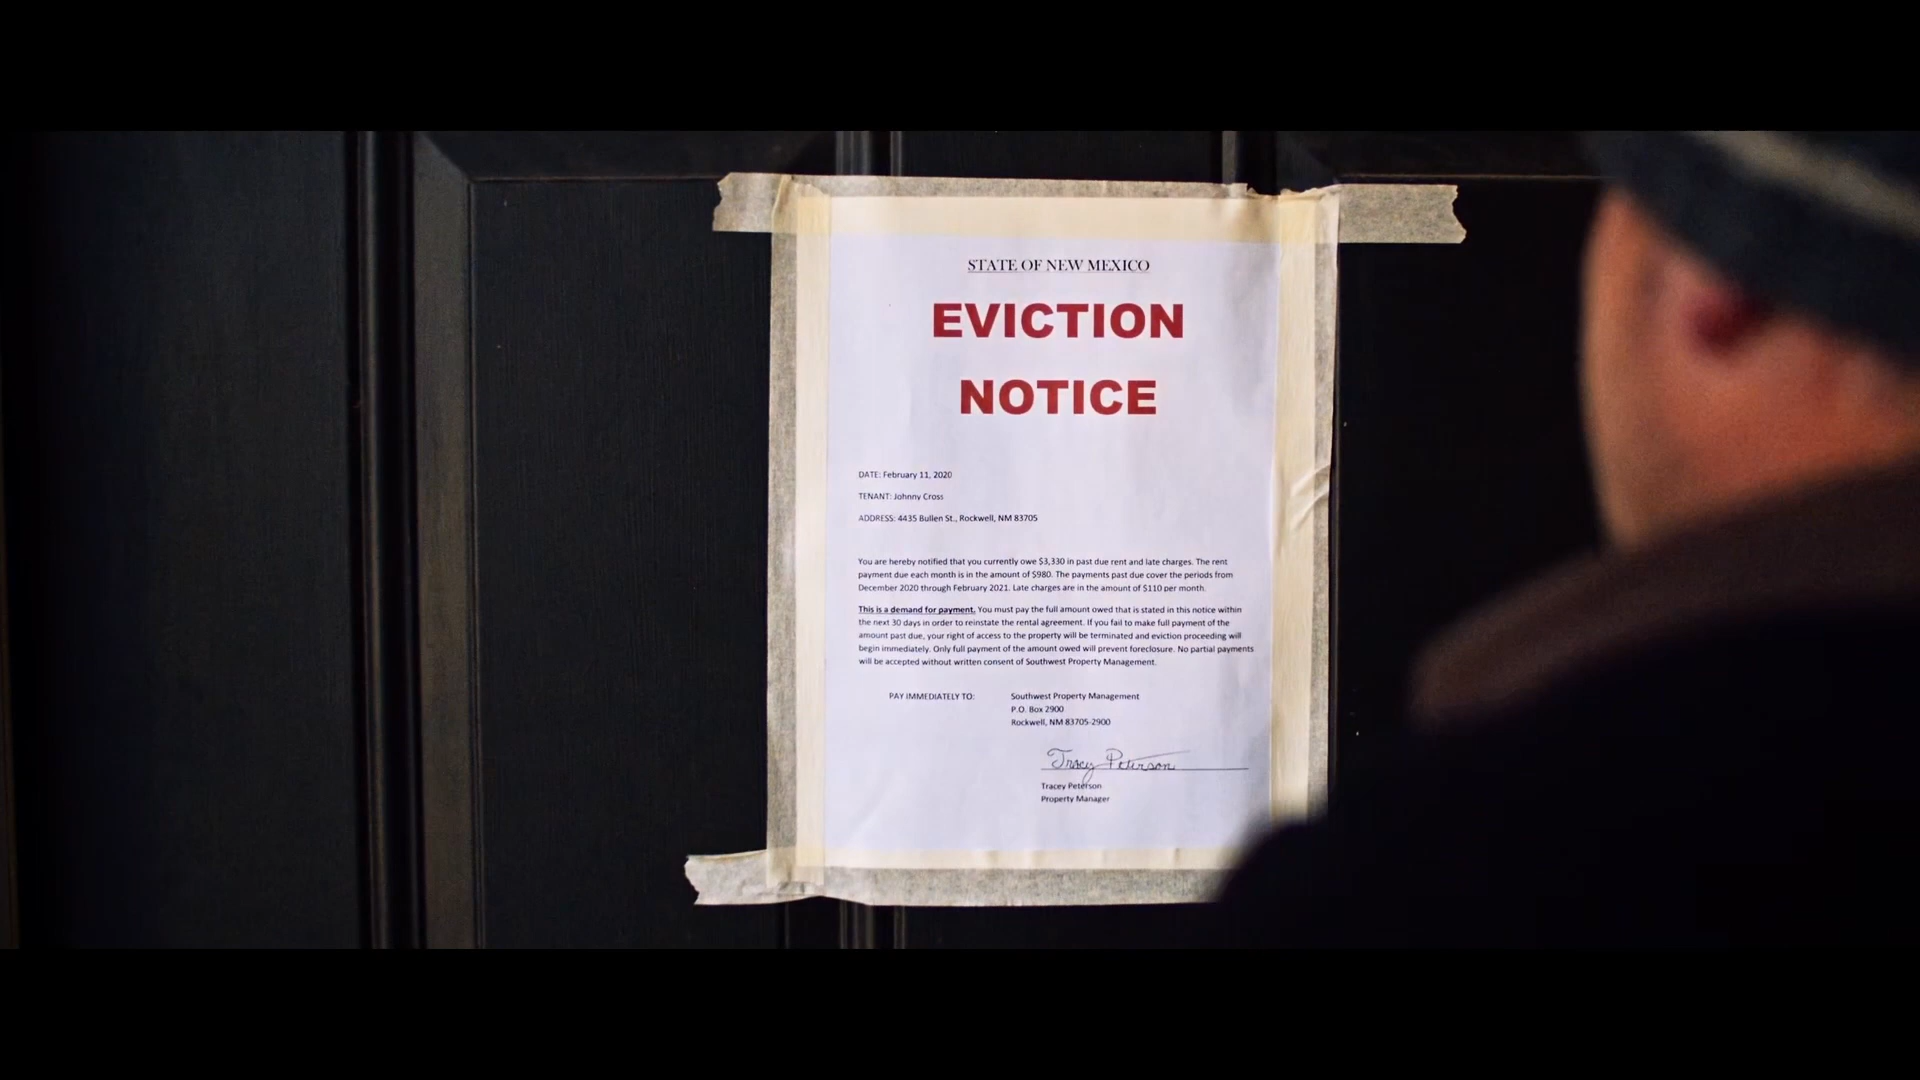 STATE OF NEW MEXICO
EVICTION
NOTICE
DATE: February 11, 2020
TENANT: Johnny Cross
ADDRESS: 4435 Bullen St., Rockwell, NM 83705
You are hereby notified that you currently owe $3,330 in past due rent and late charges. The rent
payment due each month is in the amount of $980. The payments past due cover the periods from
December 2020 through February 2021. Late charges are in the amount of $110 per month.
This is a demand for payment. You must pay the full amount owed that is stated in this notice within
the next 30 days in order to reinstate the rental agreement. If you fail to make full payment of the
amount past due, your right of access to the property will be terminated and eviction proceeding will
begin immediately. Only full payment of the amount owed will prevent foreclosure. No partial payments
will be accepted without written consent of Southwest Property Management.
PAY IMMEDIATELY TO: Southwest Property Management
P.O. Box 2900
Rockwell, NM 83705-2900
Tracey Peterson
Tracey Peterson
Property Manager